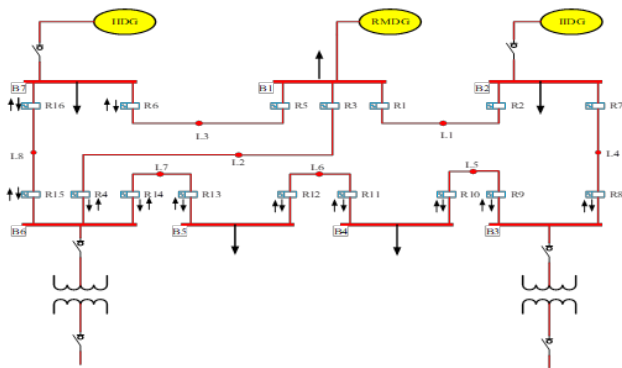 IIDG RMDG IIDG
B7 B1 B2
R16 R6 R5 R3 R1 R2 R7
L3 L1
L8 L2 L4
L7 L6 L5
R15 R4 R14 R13 R12 R11 R10 R9 R8
B6 B5 B4 B3